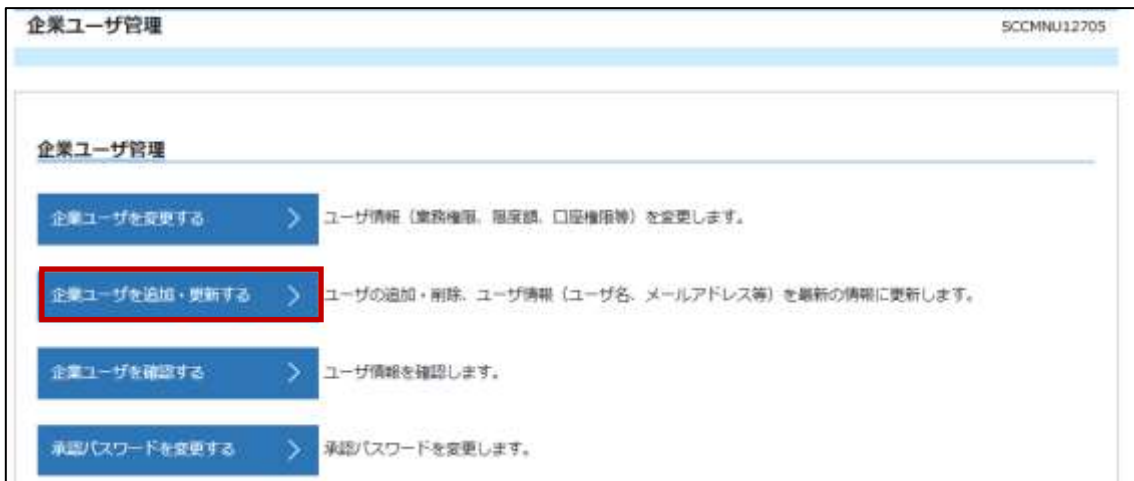 企業ユーザ管理
SCCMNU12705
企業ユーザ管理
企業ユーザを変更する
ユーザ情報（業務権限、限度額、口座権限等）を変更します。
企業ユーザを追加・更新する
ユーザの追加・削除、ユーザ情報（ユーザ名、メールアドレス等）を最新の情報に更新します。
企業ユーザを確認する
ユーザ情報を確認します。
承認パスワードを変更する
承認パスワードを変更します。